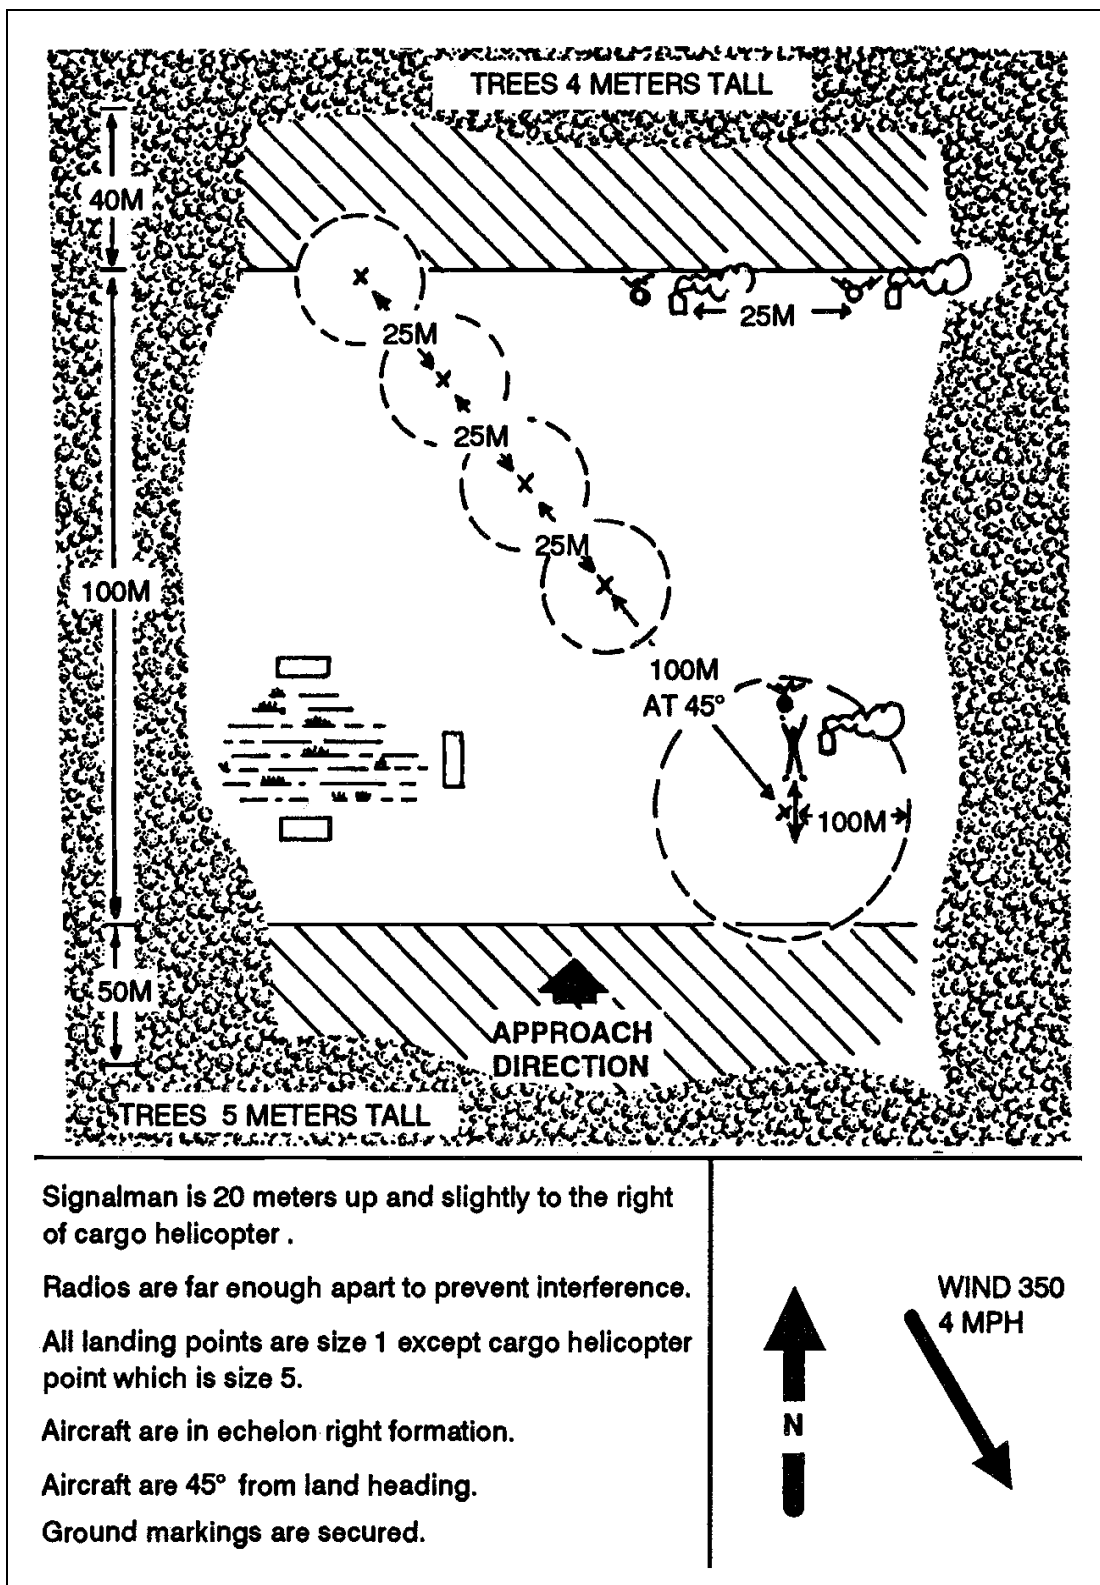 TREES 4 METERS TALL
40M
25M
25M
25M
25M
100M
100M
AT 45°
100M
50M
APPROACH
DIRECTION
TREES 5 METERS TALL
Signalman is 20 meters up and slightly to the right
of cargo helicopter .
Radios are far enough apart to prevent interference.
All landing points are size 1 except cargo helicopter
point which is size 5.
Aircraft are in echelon right formation.
Aircraft are 45° from land heading.
Ground markings are secured.
N
WIND 350
4 MPH